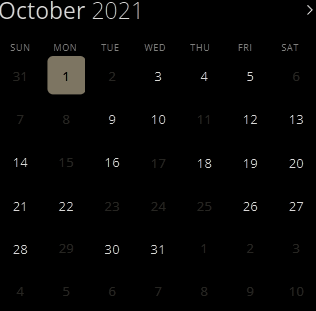 October 2021 >
SUN MON TUE WED THU FRI SAT
31 1 2 3 4 5 6
7 8 9 10 11 12 13
14 15 16 17 18 19 20
21 22 23 24 25 26 27
28 29 30 31 1 2 3
4 5 6 7 8 9 10